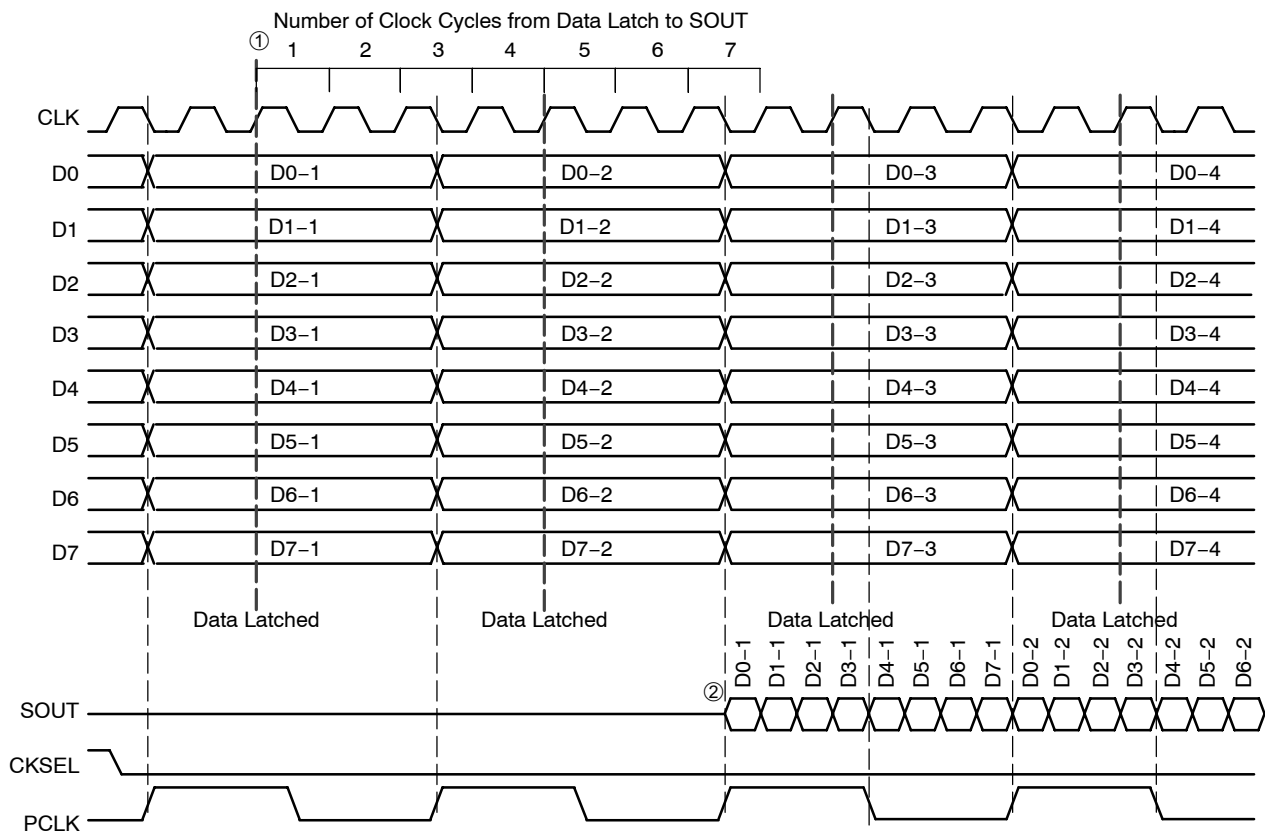 Number of Clock Cycles from Data Latch to SOUT
① 1 2 3 4 5 6 7
CLK
D0 D0−1 D0−2 D0−3 D0−4
D1 D1−1 D1−2 D1−3 D1−4
D2 D2−1 D2−2 D2−3 D2−4
D3 D3−1 D3−2 D3−3 D3−4
D4 D4−1 D4−2 D4−3 D4−4
D5 D5−1 D5−2 D5−3 D5−4
D6 D6−1 D6−2 D6−3 D6−4
D7 D7−1 D7−2 D7−3 D7−4
Data Latched Data Latched Data Latched Data Latched
D0−1 D1−1 D2−1 D3−1 D4−1 D5−1 D6−1 D7−1 D0−2 D1−2 D2−2 D3−2 D4−2 D5−2 D6−2
②
SOUT
CKSEL
PCLK